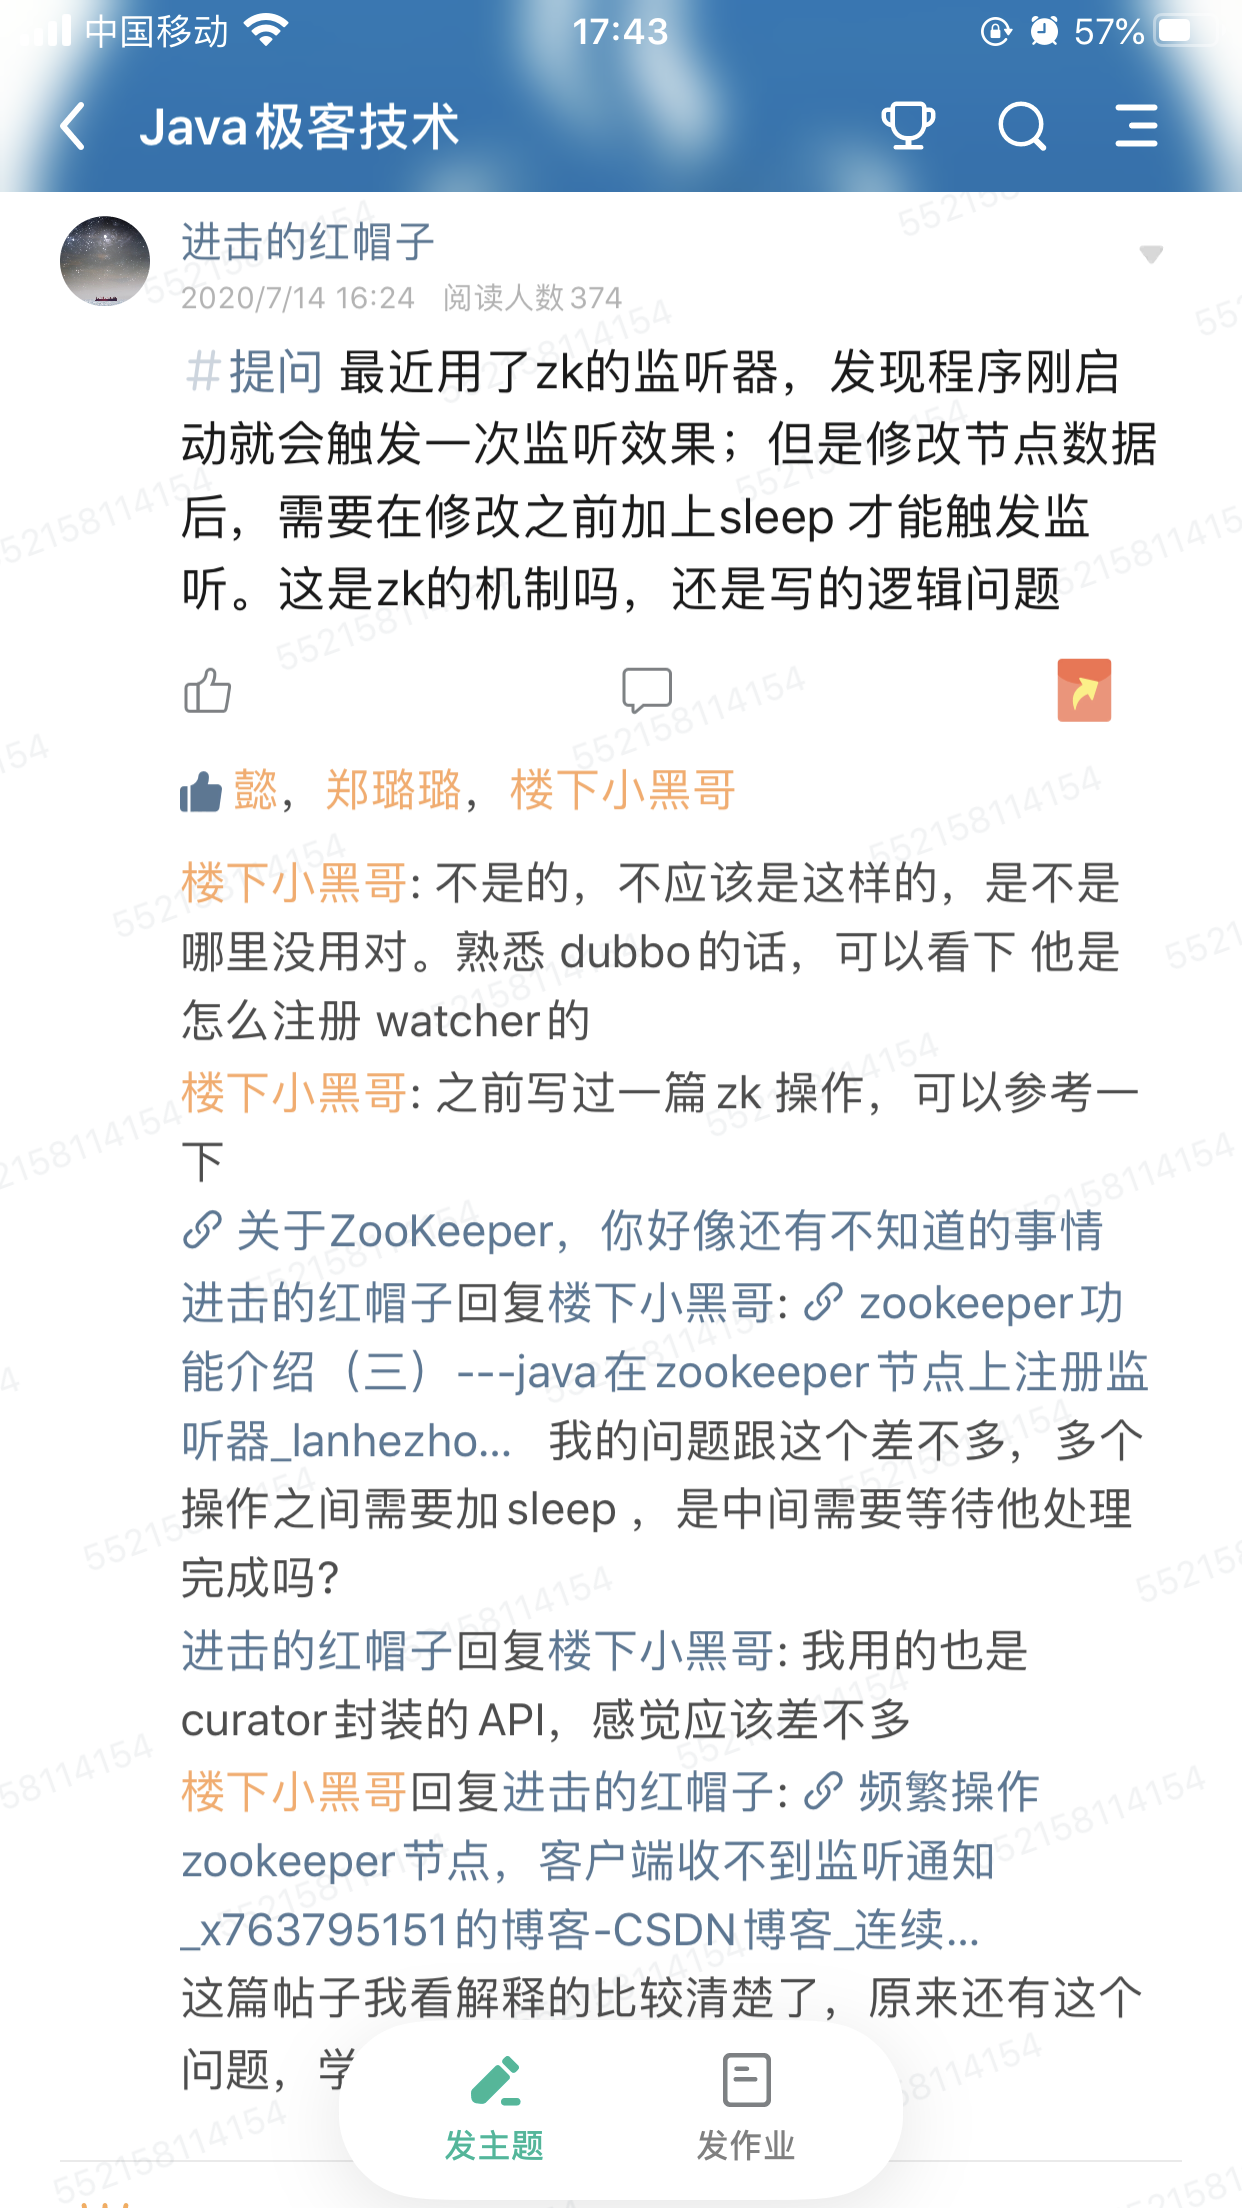 中国移动 17:43 57%
Java极客技术
进击的红帽子
2020/7/14 16:24 阅读人数374
#提问 最近用了zk的监听器，发现程序刚启
动就会触发一次监听效果；但是修改节点数据
后，需要在修改之前加上sleep 才能触发监
听。这是zk的机制吗，还是写的逻辑问题
懿，郑璐璐，楼下小黑哥
楼下小黑哥: 不是的，不应该是这样的，是不是
哪里没用对。熟悉 dubbo的话，可以看下 他是
怎么注册 watcher的
楼下小黑哥: 之前写过一篇 zk 操作，可以参考一
下
关于ZooKeeper，你好像还有不知道的事情
进击的红帽子回复楼下小黑哥: zookeeper功
能介绍（三）---java在zookeeper节点上注册监
听器_lanhezho... 我的问题跟这个差不多，多个
操作之间需要加sleep ，是中间需要等待他处理
完成吗?
进击的红帽子回复楼下小黑哥: 我用的也是
curator封装的API，感觉应该差不多
楼下小黑哥回复进击的红帽子: 频繁操作
zookeeper节点，客户端收不到监听通知
_x763795151的博客-CSDN博客_连续...
这篇帖子我看解释的比较清楚了，原来还有这个
问题，学
发主题 发作业
552158114154